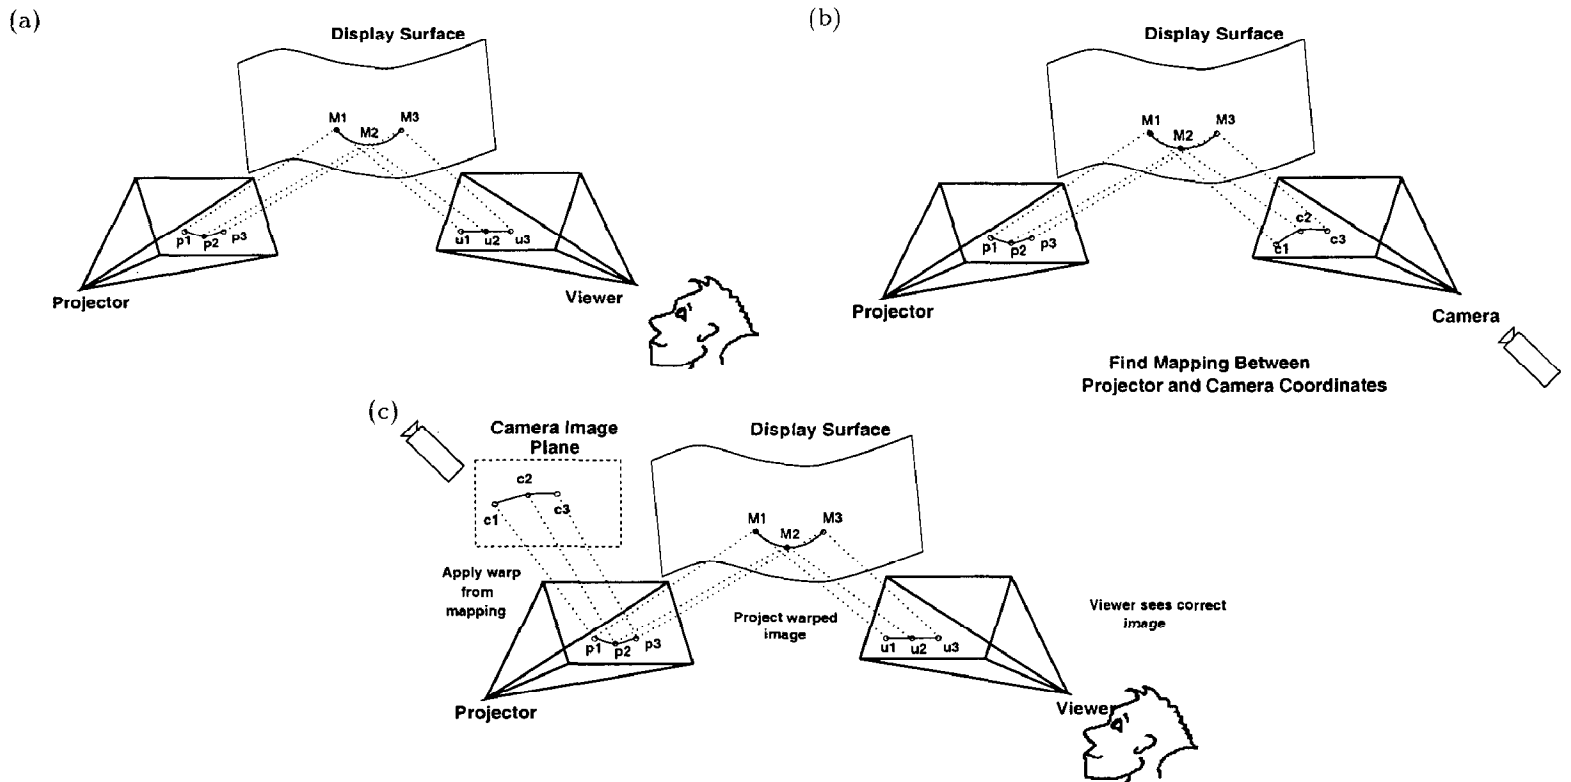 (a)
Display Surface
M1
M2
M3
p1
p2
p3
u1
u2
u3
Projector
Viewer
(b)
Display Surface
M1
M2
M3
p1
p2
p3
c1
c2
c3
Projector
Camera
Find Mapping Between
Projector and Camera Coordinates
(c)
Camera Image
Plane
c1
c2
c3
Display Surface
M1
M2
M3
Apply warp
from
mapping
p1
p2
p3
Project warped
image
u1
u2
u3
Viewer sees correct
image
Projector
Viewer